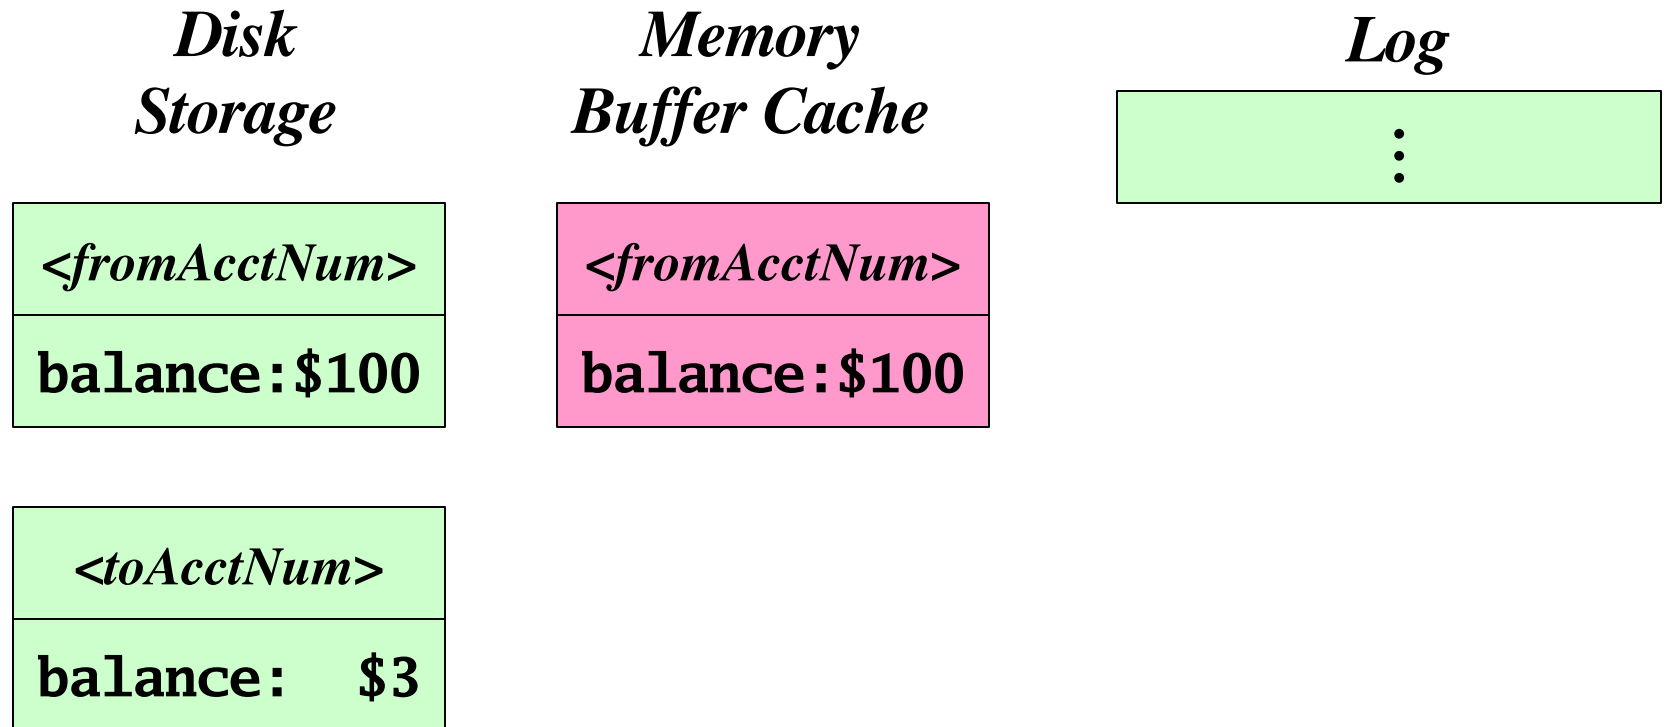 Disk
Storage
Memory
Buffer Cache
Log
⋮
<fromAcctNum>
balance:$100
<fromAcctNum>
balance:$100
<toAcctNum>
balance:  $3